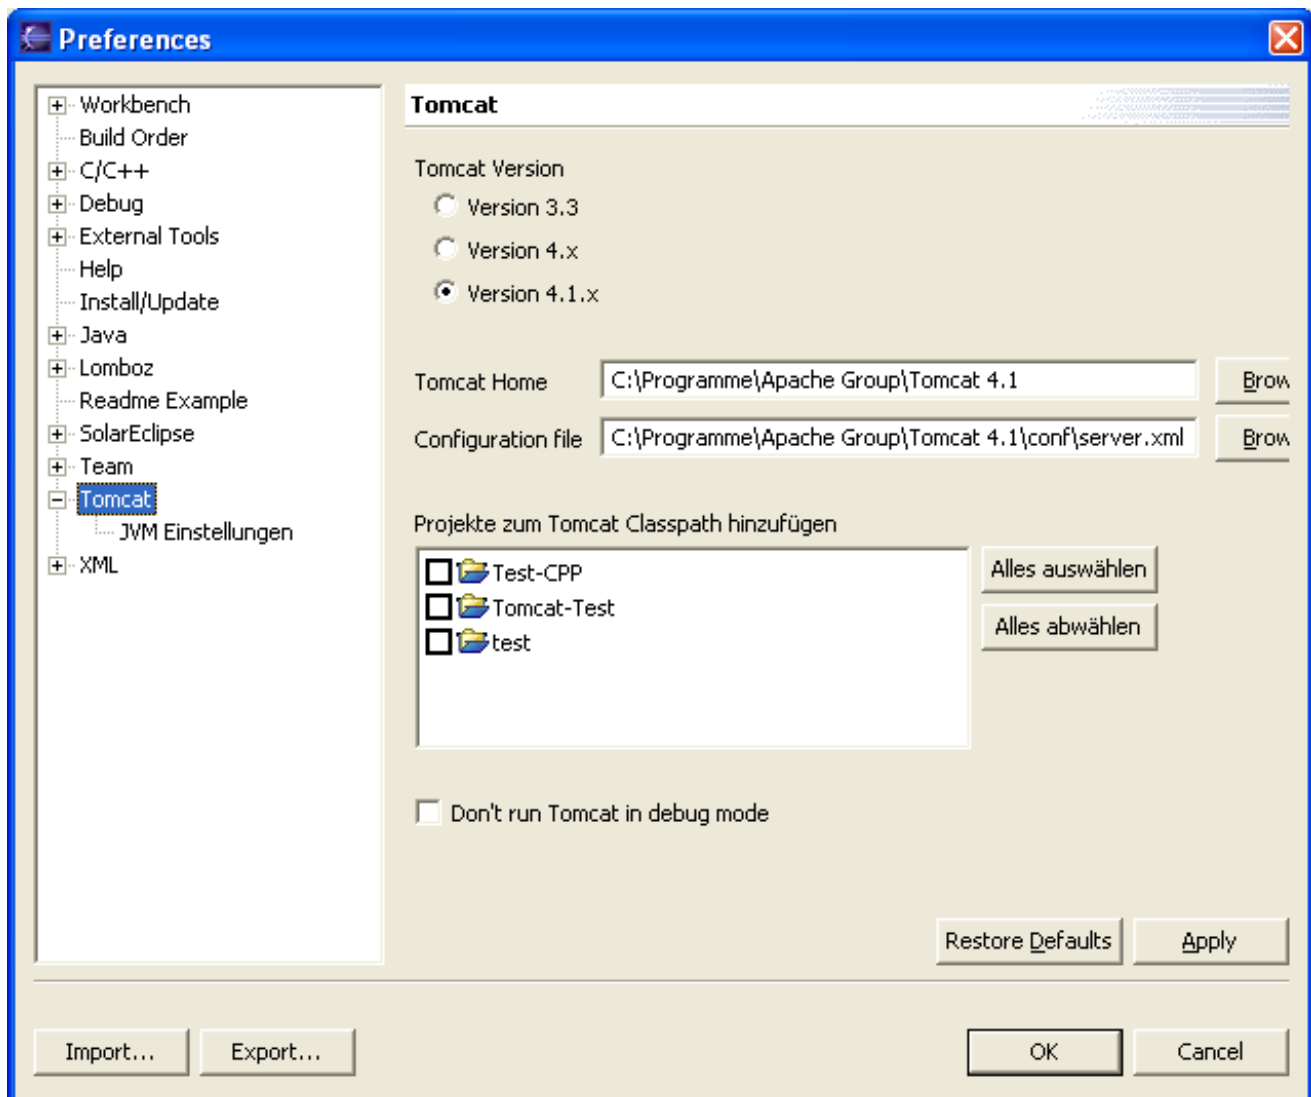 Preferences
Workbench
Build Order
C/C++
Debug
External Tools
Help
Install/Update
Java
Lomboz
Readme Example
SolarEclipse
Team
Tomcat
JVM Einstellungen
XML
Tomcat
Tomcat Version
Version 3.3
Version 4.x
Version 4.1.x
Tomcat Home C:\Programme\Apache Group\Tomcat 4.1 Brow
Configuration file C:\Programme\Apache Group\Tomcat 4.1\conf\server.xml Brow
Projekte zum Tomcat Classpath hinzufügen
Test-CPP
Tomcat-Test
test
Alles auswählen
Alles abwählen
Don't run Tomcat in debug mode
Restore Defaults Apply
Import... Export... OK Cancel